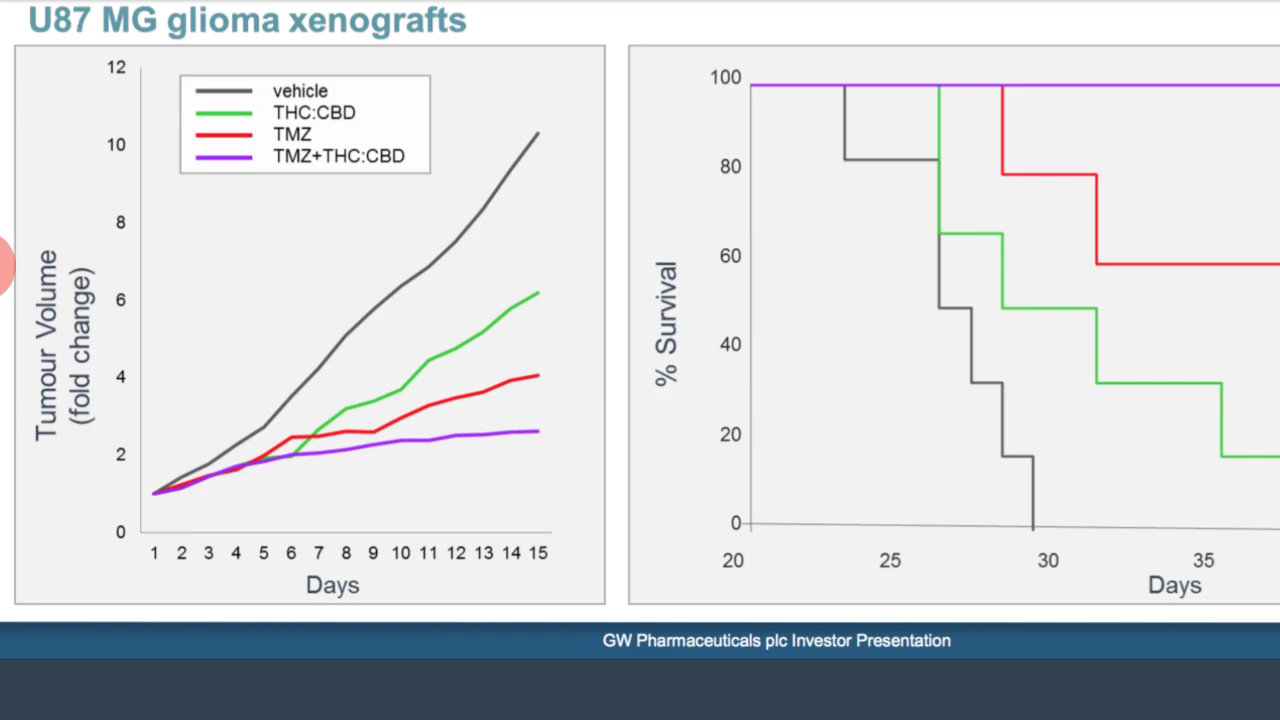 U87 MG glioma xenografts
12
10
8
6
4
2
0
Tumour Volume
(fold change)
vehicle
THC:CBD
TMZ
TMZ+THC:CBD
1 2 3 4 5 6 7 8 9 10 11 12 13 14 15
Days
100
80
60
40
20
0
% Survival
20 25 30 35
Days
GW Pharmaceuticals plc Investor Presentation